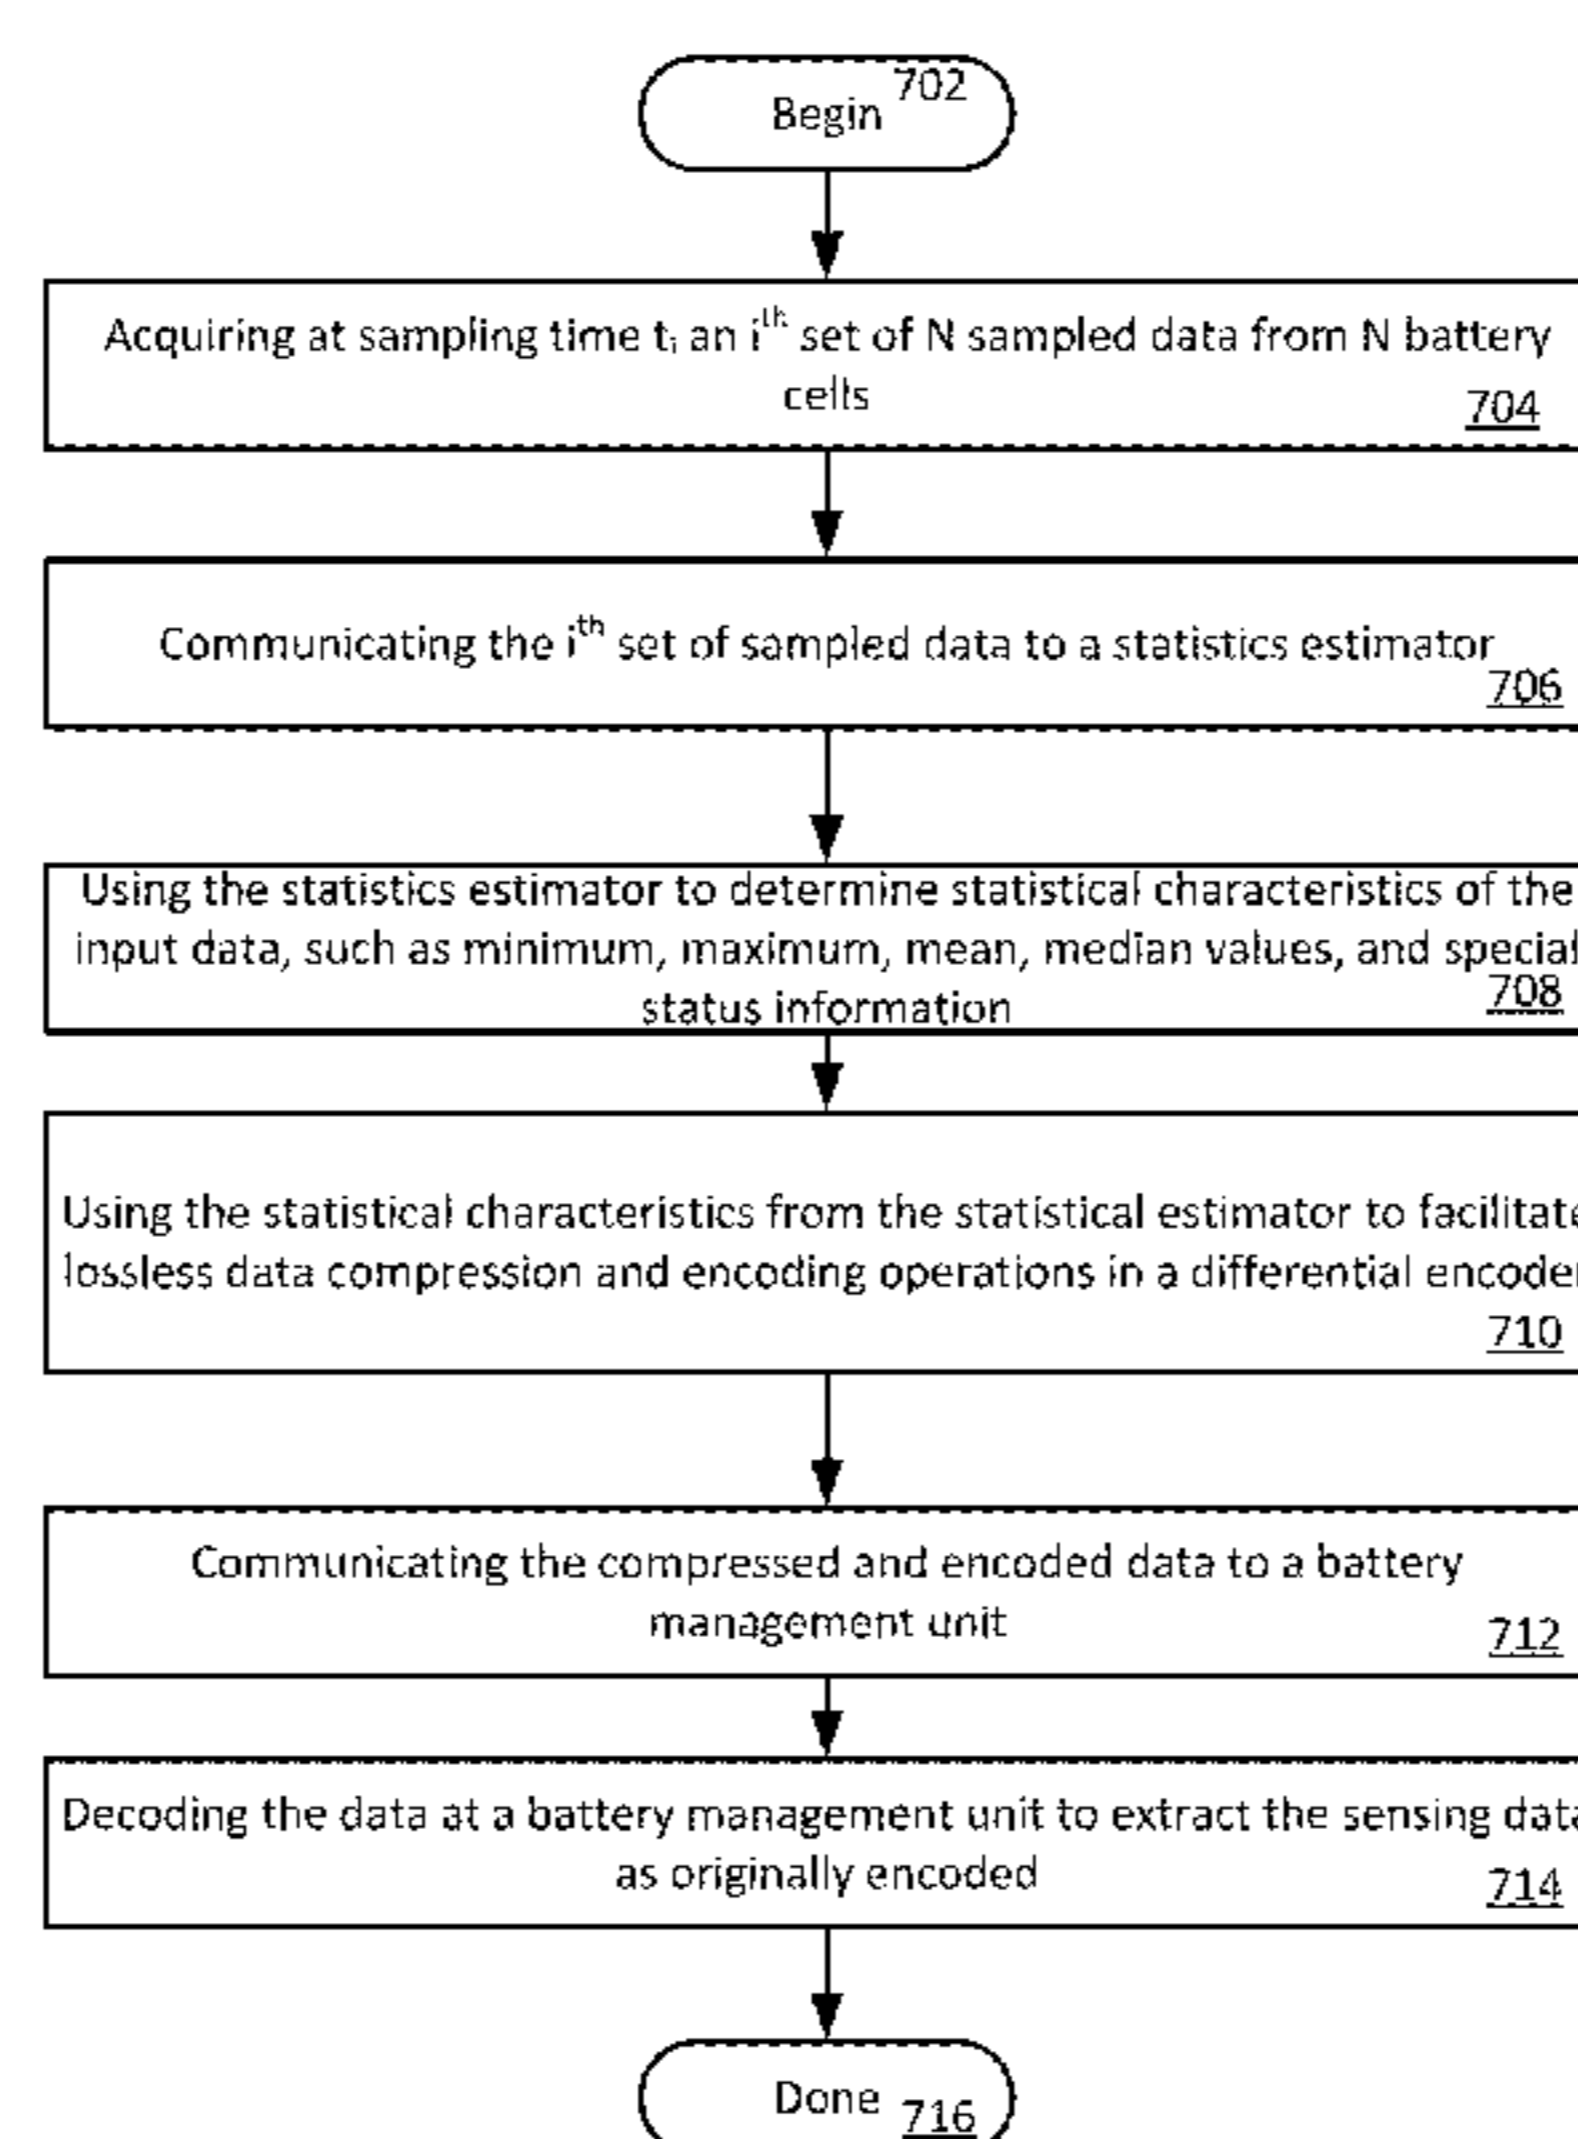 Begin 702
Acquiring at sampling time ti an ith set of N sampled data from N battery
cells
704
Communicating the ith set of sampled data to a statistics estimator
706
Using the statistics estimator to determine statistical characteristics of the
input data, such as minimum, maximum, mean, median values, and special
status information
708
Using the statistical characteristics from the statistical estimator to facilitate
lossless data compression and encoding operations in a differential encoder
710
Communicating the compressed and encoded data to a battery
management unit
712
Decoding the data at a battery management unit to extract the sensing data
as originally encoded
714
Done 716